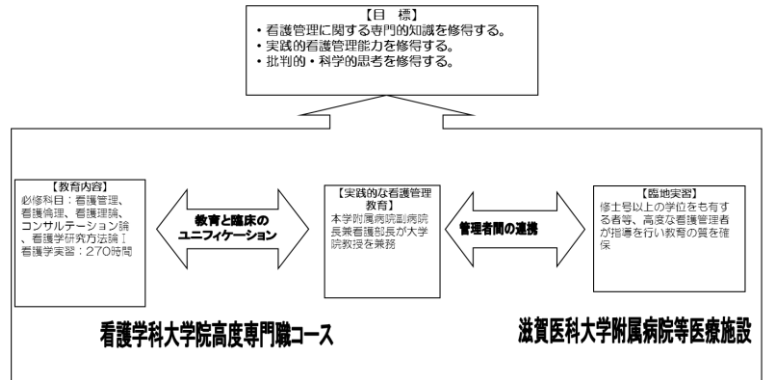 【目　標】
・看護管理に関する専門的知識を修得する。
・実践的看護管理能力を修得する。
・批判的・科学的思考を修得する。
【教育内容】
必修科目：看護管理、
看護倫理、看護理論、
コンサルテーション論
、看護学研究方法論Ⅰ
看護学実習：270時間
教育と臨床の
ユニフィケーション
【実践的な看護管理
教育】
本学附属病院副病院
長兼看護部長が大学
院教授を兼務
管理者間の連携
【臨地実習】
修士号以上の学位をも有す
る者等、高度な看護管理者
が指導を行い教育の質を確
保
看護学科大学院高度専門職コース
滋賀医科大学附属病院等医療施設